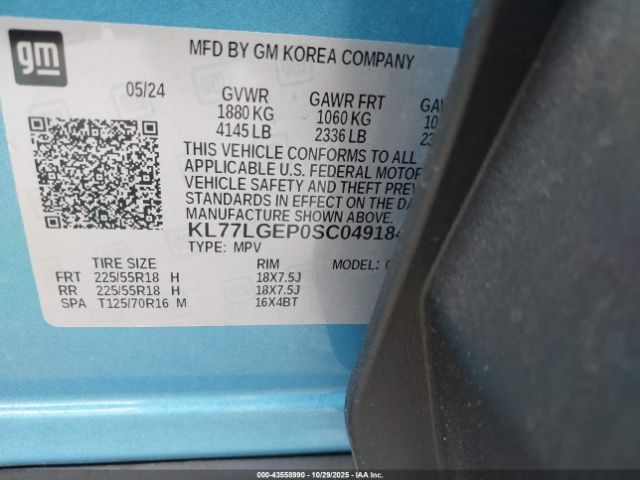 gm
MFD BY GM KOREA COMPANY
05/24 GVWR GAWR FRT
1880 KG 1060 KG
4145 LB 2336 LB
THIS VEHICLE CONFORMS TO ALL
APPLICABLE U.S. FEDERAL MOTOR
VEHICLE SAFETY AND THEFT
STANDARDS IN EFFECT ON THE
MANUFACTURE SHOWN ABOVE.
KL77LGEP0SC04918
TYPE: MPV MODEL:
TIRE SIZE RIM
FRT 225/55R18 H 18X7.5J
RR 225/55R18 H 18X7.5J
SPA T125/70R16 M 16X4BT
000-43558990 10/29/2025 IAA Inc.